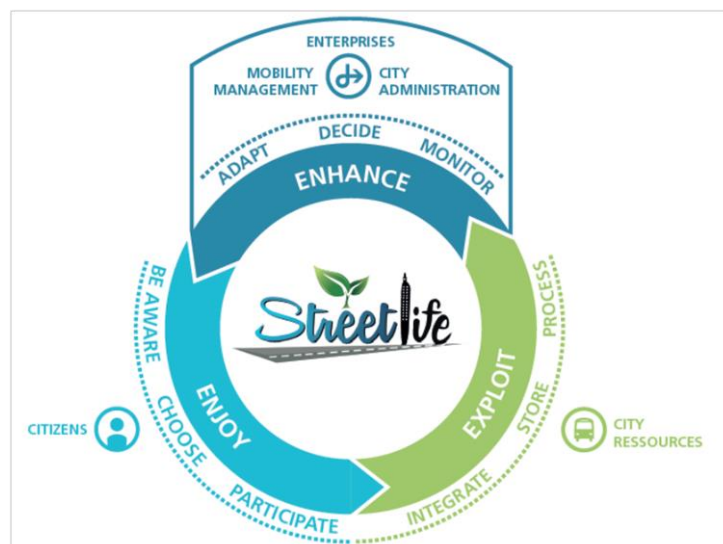 ENTERPRISES
MOBILITY
MANAGEMENT
CITY
ADMINISTRATION
ADAPT
DECIDE
MONITOR
ENHANCE
Streetlife
BE AWARE
CHOOSE
PARTICIPATE
ENJOY
CITIZENS
PROCESS
STORE
INTEGRATE
EXPLOIT
CITY
RESSOURCES